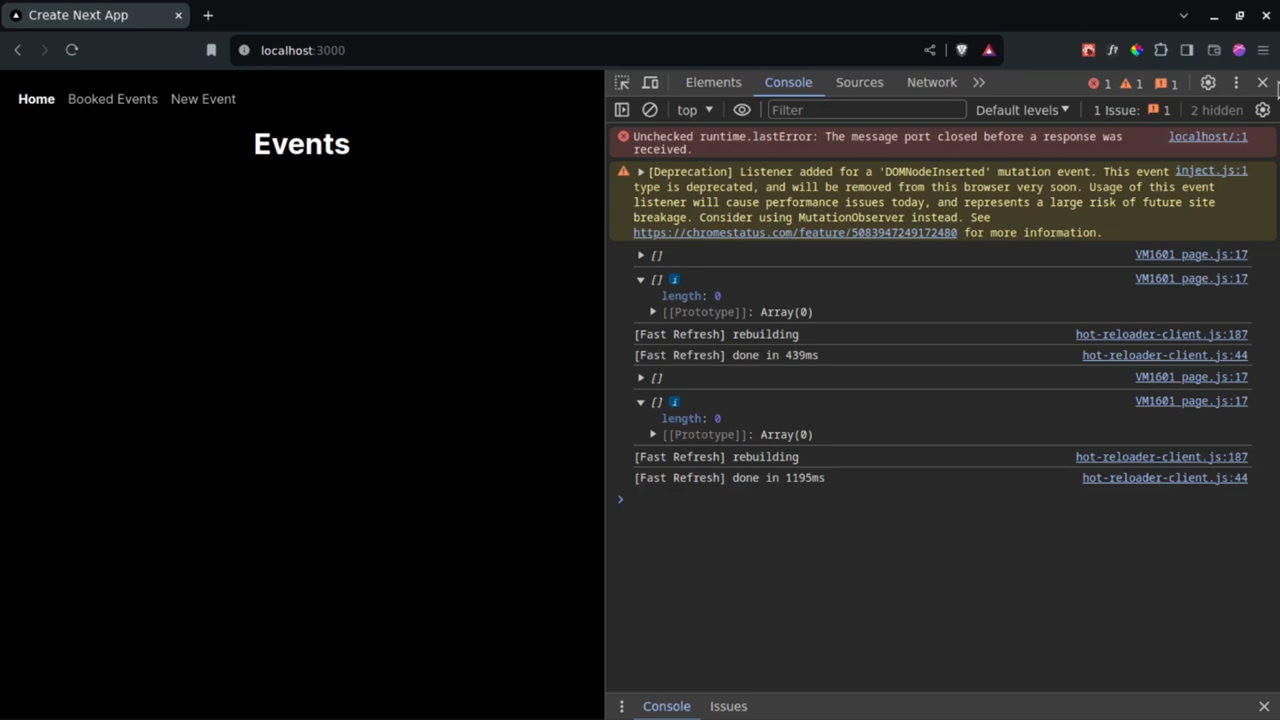 Create Next App
localhost:3000
Home Booked Events New Event
Events
Elements Console Sources Network 1 1 1
top Filter Default levels 1 Issue: 1 2 hidden
Unchecked runtime.lastError: The message port closed before a response was localhost/:1
received.
[Deprecation] Listener added for a 'DOMNodeInserted' mutation event. This event inject.js:1
type is deprecated, and will be removed from this browser very soon. Usage of this event
listener will cause performance issues today, and represents a large risk of future site
breakage. Consider using MutationObserver instead. See
https://chromestatus.com/feature/5083947249172480 for more information.
[] VM1601 page.js:17
[] i VM1601 page.js:17
length: 0
[[Prototype]]: Array(0)
[Fast Refresh] rebuilding hot-reloader-client.js:187
[Fast Refresh] done in 439ms hot-reloader-client.js:44
[] VM1601 page.js:17
[] i VM1601 page.js:17
length: 0
[[Prototype]]: Array(0)
[Fast Refresh] rebuilding hot-reloader-client.js:187
[Fast Refresh] done in 1195ms hot-reloader-client.js:44
Console Issues